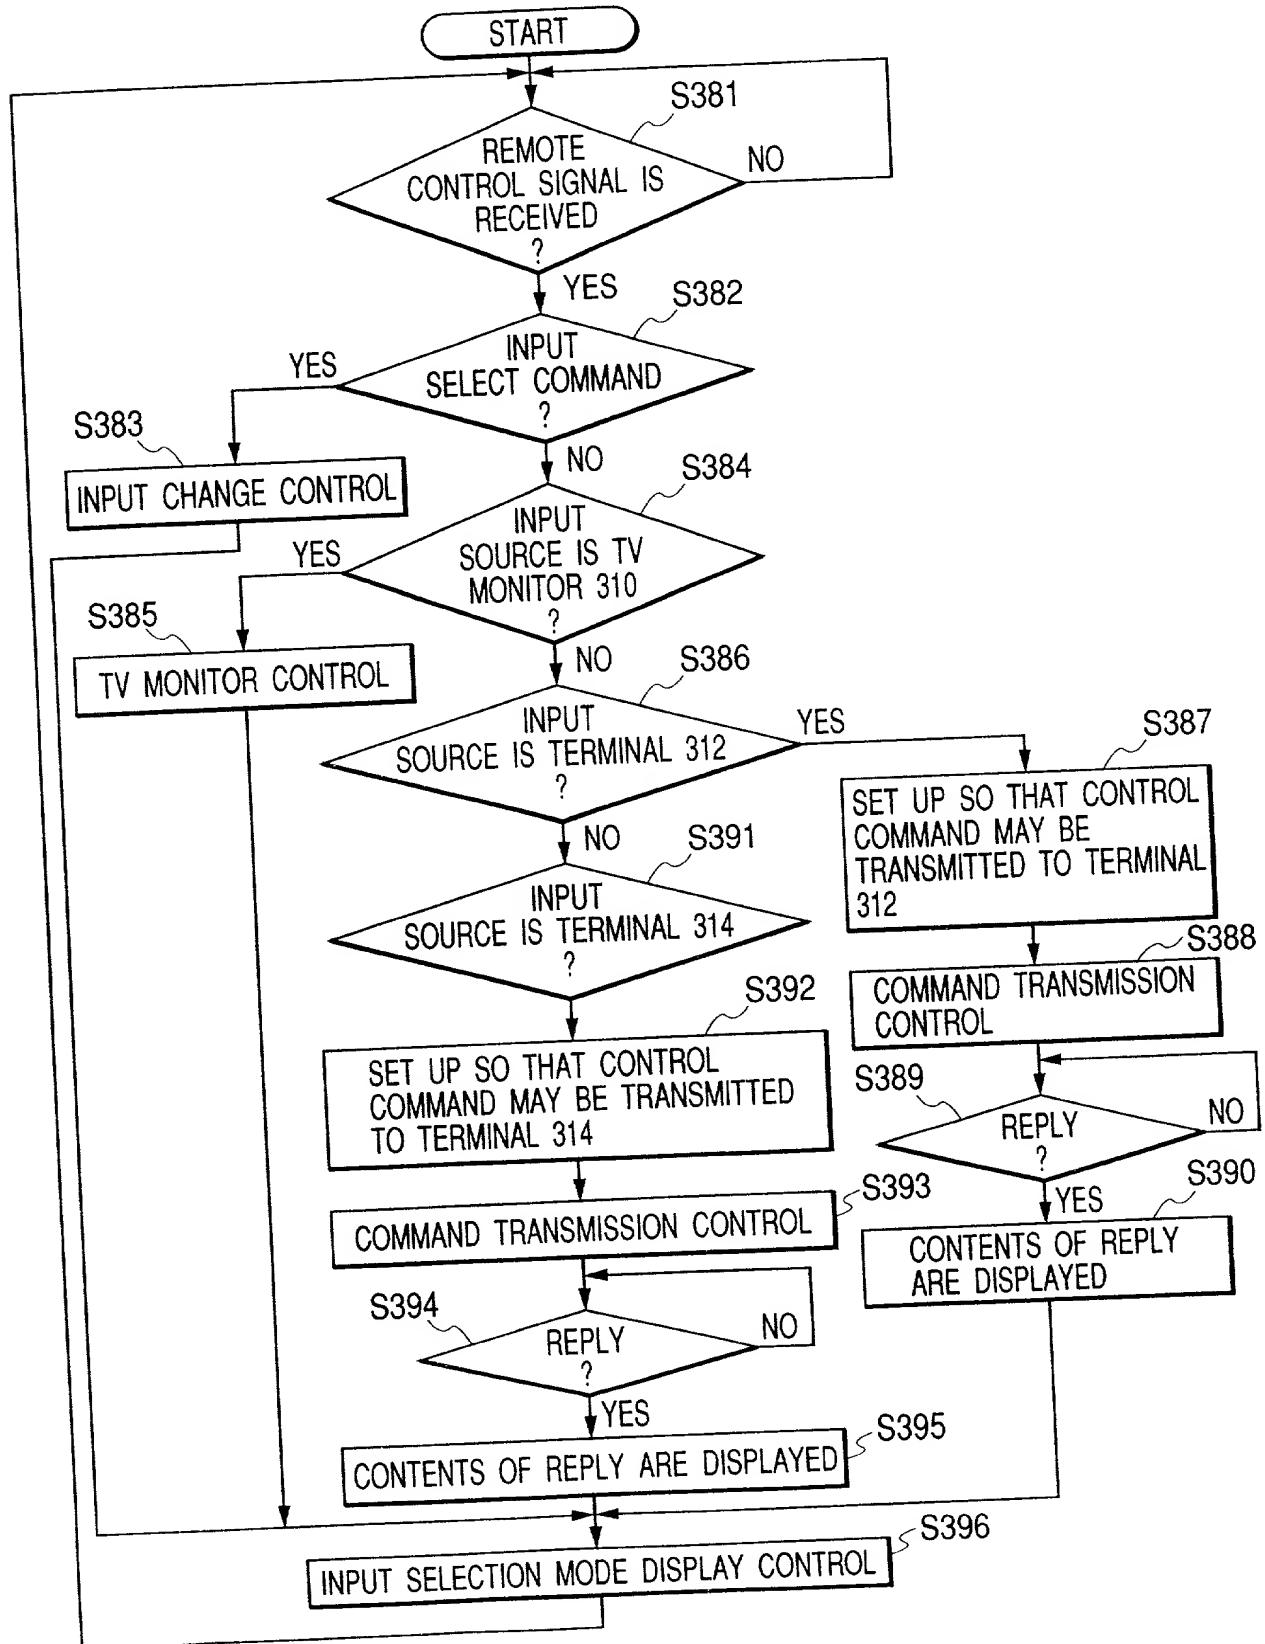 START
S381
REMOTE
CONTROL SIGNAL IS
RECEIVED
?
NO
YES
S382
INPUT
SELECT COMMAND
?
YES
S383
INPUT CHANGE CONTROL
NO
S384
INPUT
SOURCE IS TV
MONITOR 310
?
YES
S385
TV MONITOR CONTROL
NO
S386
INPUT
SOURCE IS TERMINAL 312
?
YES
S387
SET UP SO THAT CONTROL
COMMAND MAY BE
TRANSMITTED TO TERMINAL
312
S388
COMMAND TRANSMISSION
CONTROL
S389
REPLY
?
NO
YES
S390
CONTENTS OF REPLY
ARE DISPLAYED
NO
S391
INPUT
SOURCE IS TERMINAL 314
?
S392
SET UP SO THAT CONTROL
COMMAND MAY BE TRANSMITTED
TO TERMINAL 314
S393
COMMAND TRANSMISSION CONTROL
S394
REPLY
?
NO
YES
S395
CONTENTS OF REPLY ARE DISPLAYED
S396
INPUT SELECTION MODE DISPLAY CONTROL